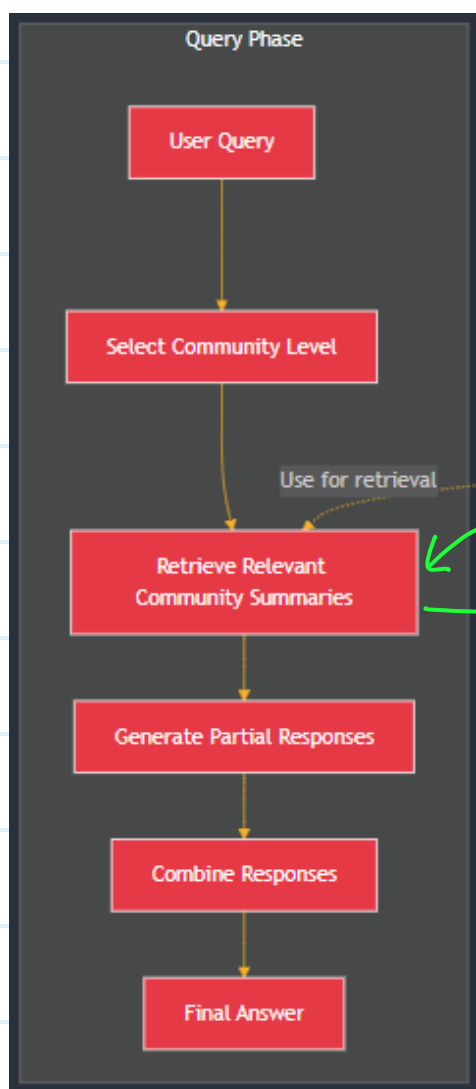 Query Phase
User Query
Select Community Level
Use for retrieval
Retrieve Relevant
Community Summaries
Generate Partial Responses
Combine Responses
Final Answer